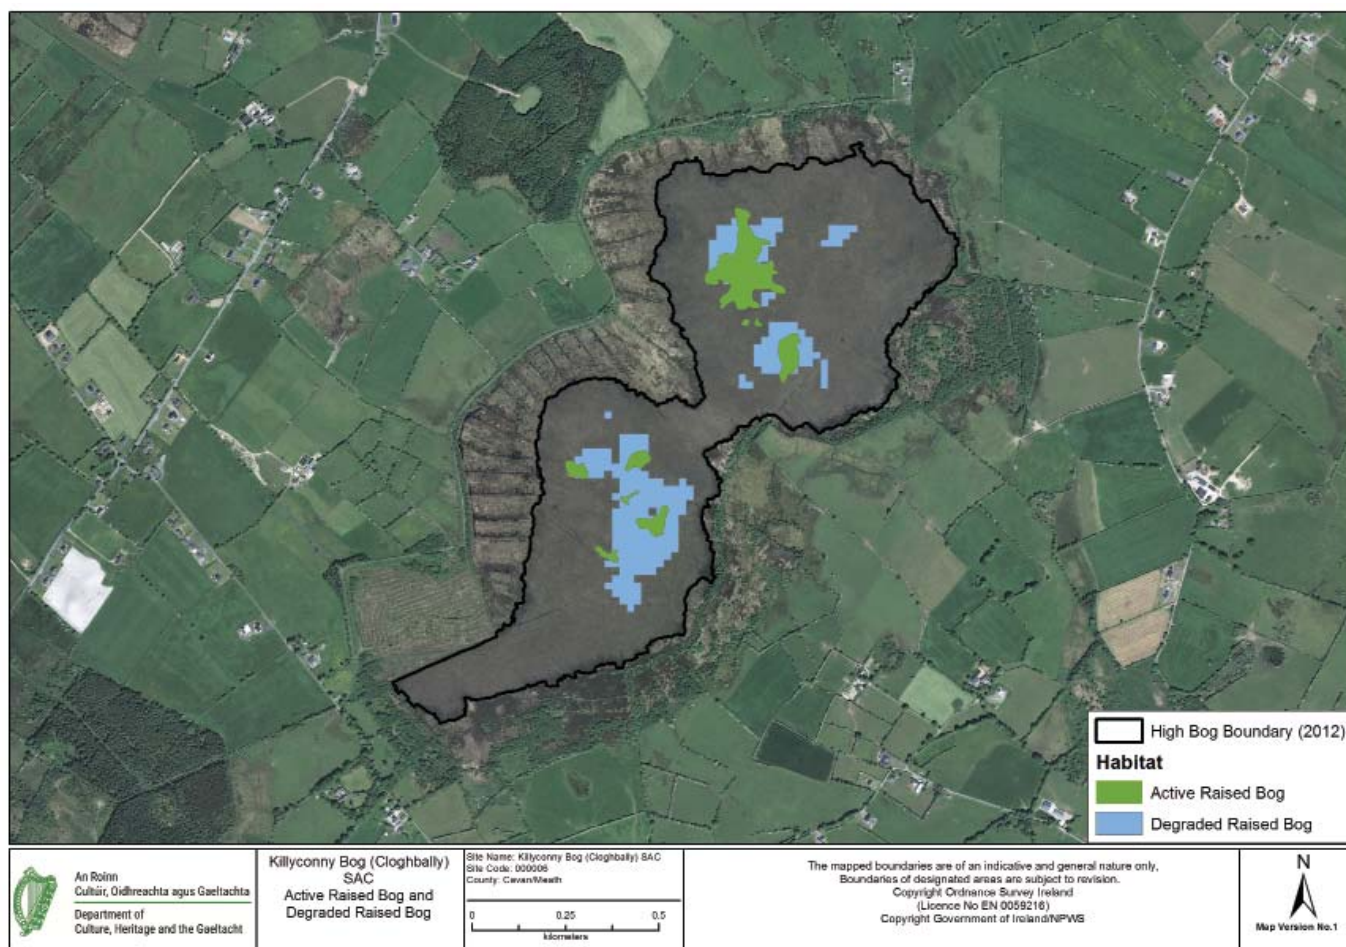 High Bog Boundary (2012)
Habitat
Active Raised Bog
Degraded Raised Bog
An Roinn
Cultúir, Oidhreachta agus Gaeltachta
Department of
Culture, Heritage and the Gaeltacht
Killyconny Bog (Cloghbally)
SAC
Active Raised Bog and
Degraded Raised Bog
Site Name: Killyconny Bog (Cloghbally) SAC
Site Code: 000006
County: Cavan/Meath
0 0.25 0.5
kilometers
The mapped boundaries are of an indicative and general nature only,
Boundaries of designated areas are subject to revision.
Copyright Ordnance Survey Ireland
(Licence No EN 0059216)
Copyright Government of Ireland/NPWS
N
Map Version No.1